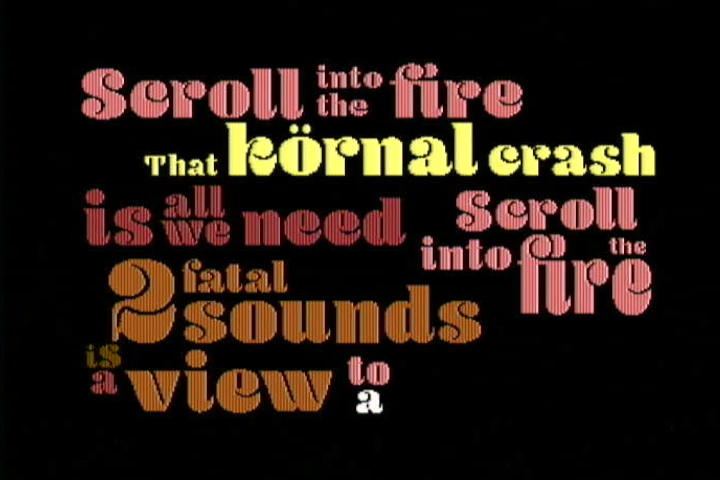 Scroll into the fire
That körnal crash
is all we need
Scroll into the fire
2 fatal sounds
is a view to a